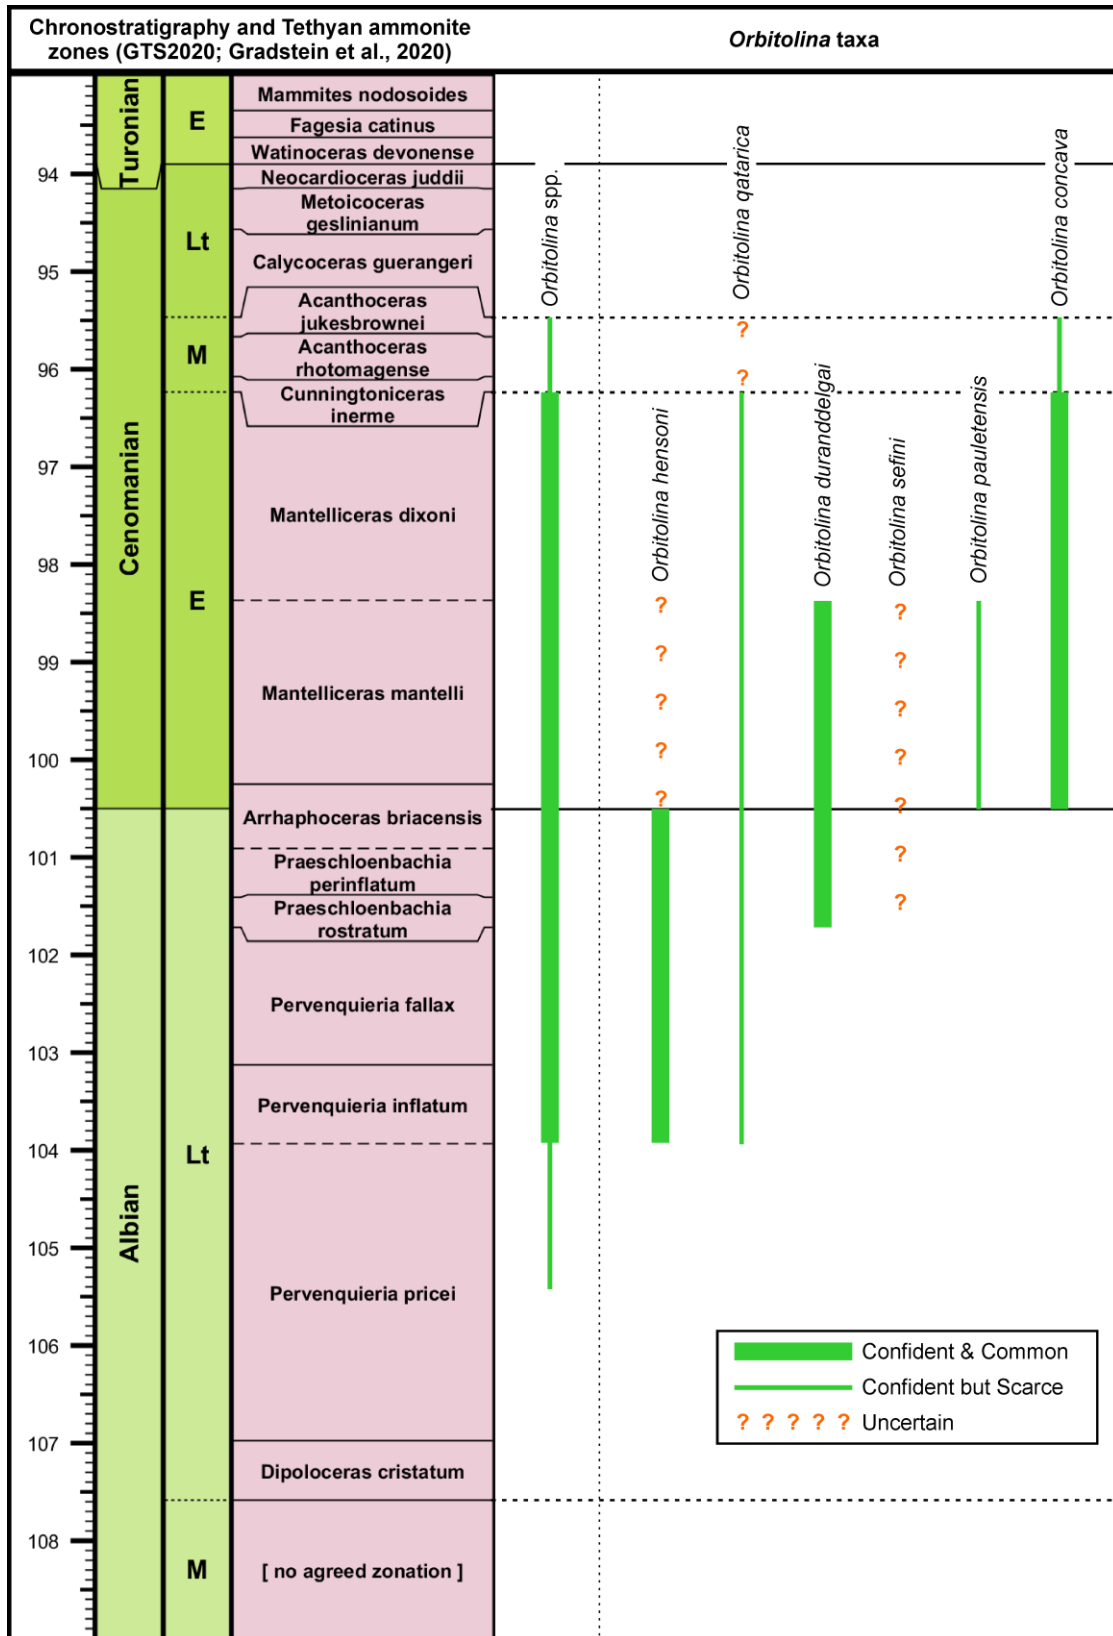 Chronostratigraphy and Tethyan ammonite
zones (GTS2020; Gradstein et al., 2020)
Orbitolina taxa
Turonian
Cenomanian
Albian
E
Lt
M
E
Lt
M
94
95
96
97
98
99
100
101
102
103
104
105
106
107
108
Mammites nodosoides
Fagesia catinus
Watinoceras devonense
Neocardioceras juddii
Metoicoceras
geslinianum
Calycoceras guerangeri
Acanthoceras
jukesbrownei
Acanthoceras
rhotomagense
Cunningtoniceras
inerme
Mantelliceras dixoni
Mantelliceras mantelli
Arrhaphoceras briacensis
Praeschloenbachia
perinflatum
Praeschloenbachia
rostratum
Pervenquieria fallax
Pervenquieria inflatum
Pervenquieria pricei
Dipoloceras cristatum
[ no agreed zonation ]
Orbitolina spp.
Orbitolina hensoni
? 
?
?
?
?
Orbitolina qatarica
?
?
Orbitolina duranddelgai
Orbitolina sefini
?
?
?
?
?
?
?
Orbitolina pauletensis
Orbitolina concava
Confident & Common
Confident but Scarce
? ? ? ? ? Uncertain